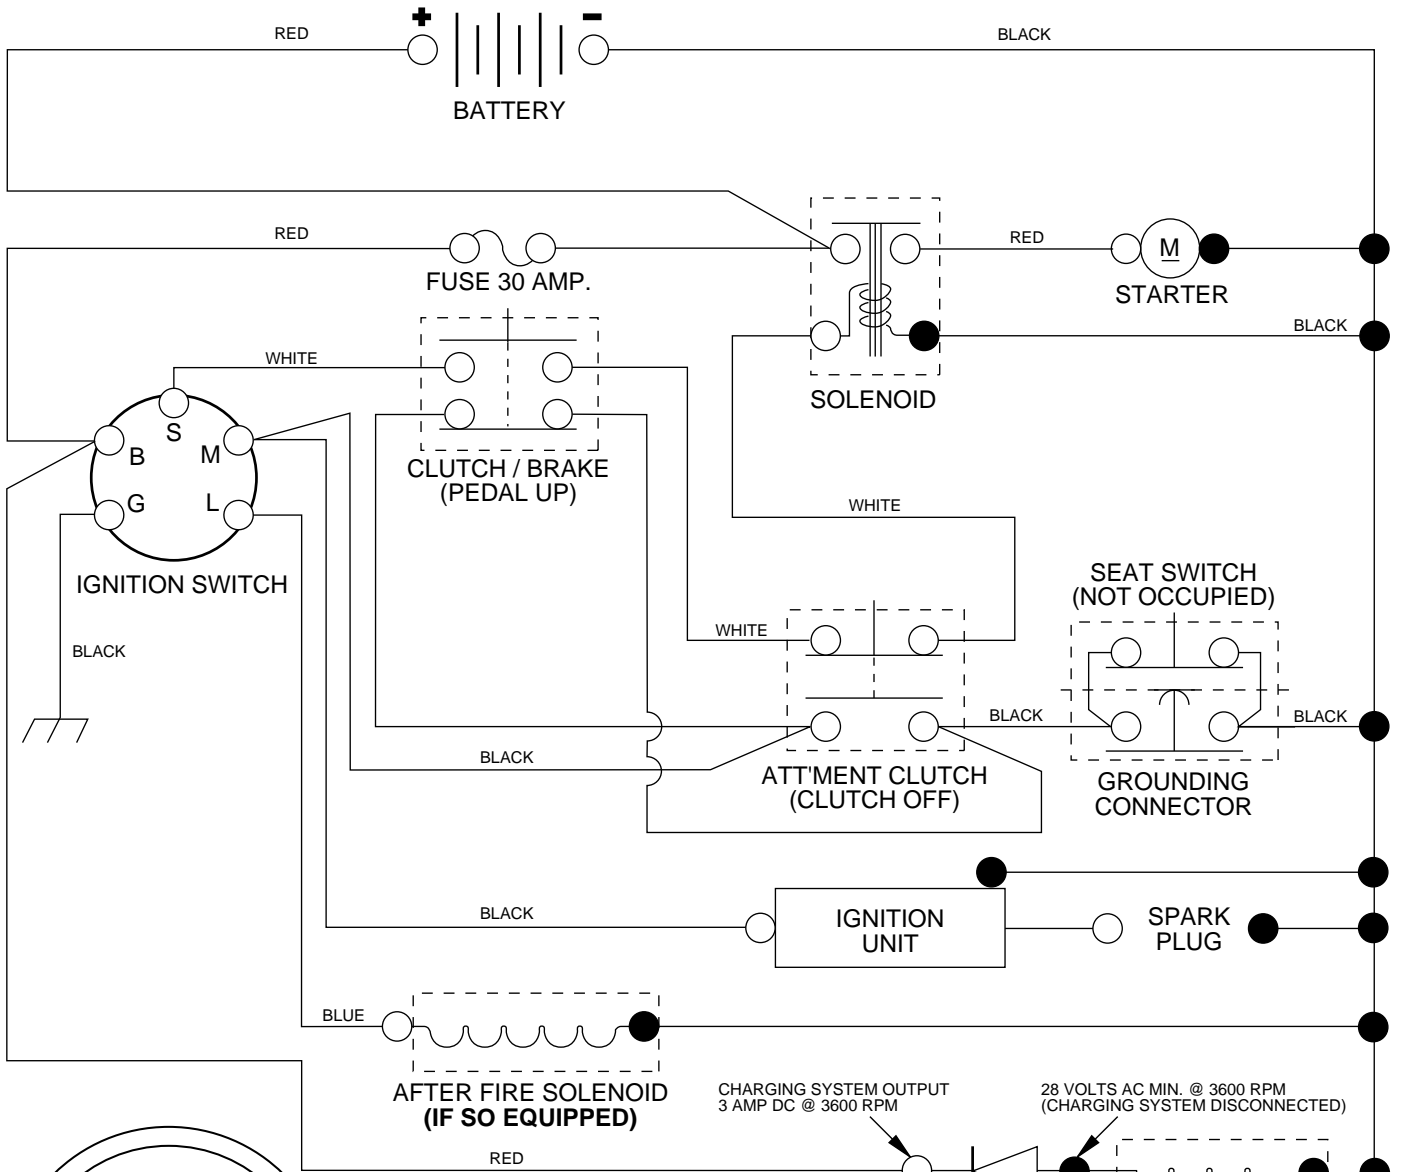 + -
RED
BLACK
BATTERY
RED
FUSE 30 AMP.
RED
M
STARTER
BLACK
SOLENOID
WHITE
S
B
M
G
L
IGNITION SWITCH
CLUTCH / BRAKE
(PEDAL UP)
WHITE
SEAT SWITCH
(NOT OCCUPIED)
BLACK
WHITE
BLACK
BLACK
BLACK
ATT'MENT CLUTCH
(CLUTCH OFF)
GROUNDING
CONNECTOR
BLACK
IGNITION
UNIT
SPARK
PLUG
BLUE
AFTER FIRE SOLENOID
(IF SO EQUIPPED)
CHARGING SYSTEM OUTPUT
3 AMP DC @ 3600 RPM
28 VOLTS AC MIN. @ 3600 RPM
(CHARGING SYSTEM DISCONNECTED)
RED